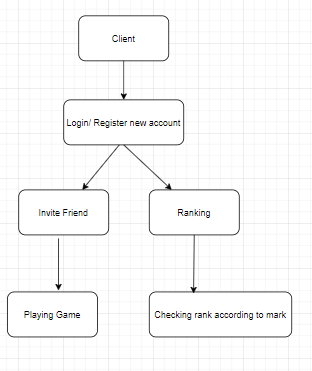 Client
Login/ Register new account
Invite Friend
Ranking
Playing Game
Checking rank according to mark